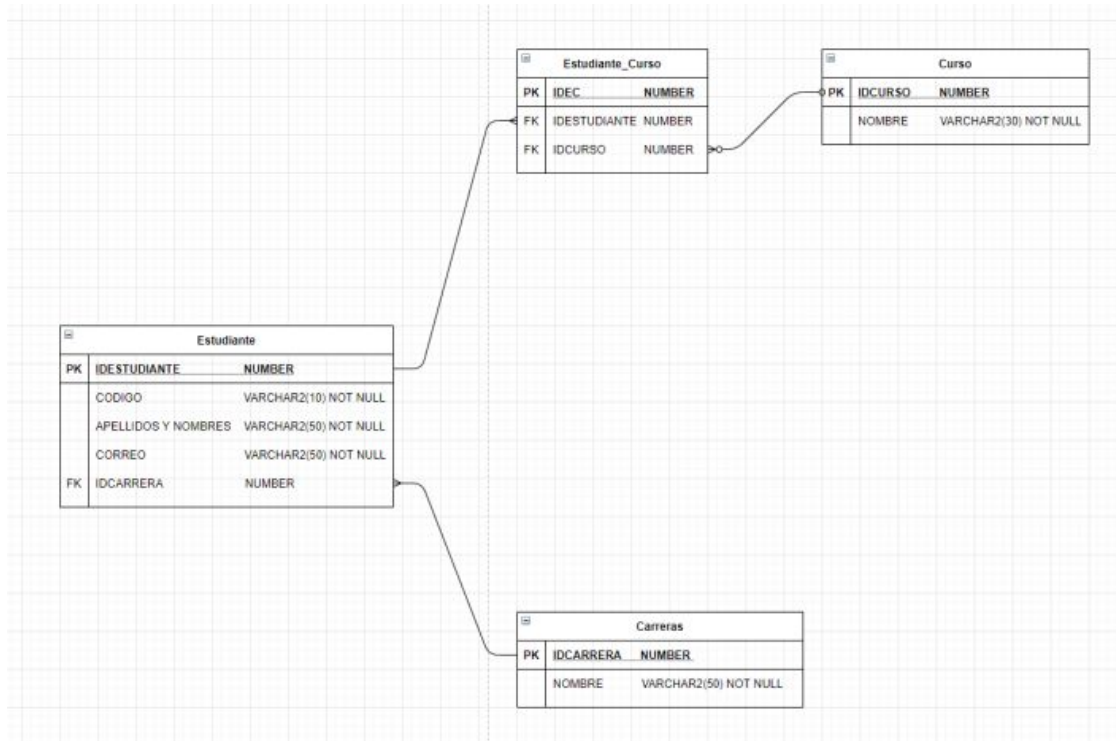 Estudiante_Curso
PK IDEC NUMBER
FK IDESTUDIANTE NUMBER
FK IDCURSO NUMBER
Curso
PK IDCURSO NUMBER
NOMBRE VARCHAR2(30) NOT NULL
Estudiante
PK IDESTUDIANTE NUMBER
CODIGO VARCHAR2(10) NOT NULL
APELLIDOS Y NOMBRES VARCHAR2(50) NOT NULL
CORREO VARCHAR2(50) NOT NULL
FK IDCARRERA NUMBER
Carreras
PK IDCARRERA NUMBER
NOMBRE VARCHAR2(50) NOT NULL